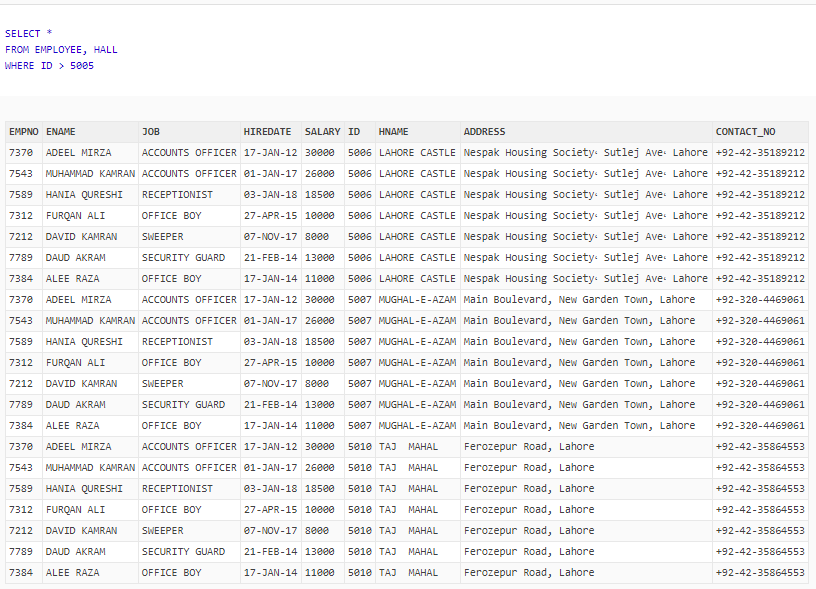 SELECT *
FROM EMPLOYEE, HALL
WHERE ID > 5005
EMPNO ENAME JOB HIREDATE SALARY ID HNAME ADDRESS CONTACT_NO
7370 ADEEL MIRZA ACCOUNTS OFFICER 17-JAN-12 30000 5006 LAHORE CASTLE Nespak Housing Society· Sutlej Ave· Lahore +92-42-35189212
7543 MUHAMMAD KAMRAN ACCOUNTS OFFICER 01-JAN-17 26000 5006 LAHORE CASTLE Nespak Housing Society· Sutlej Ave· Lahore +92-42-35189212
7589 HANIA QURESHI RECEPTIONIST 03-JAN-18 18500 5006 LAHORE CASTLE Nespak Housing Society· Sutlej Ave· Lahore +92-42-35189212
7312 FURQAN ALI OFFICE BOY 27-APR-15 10000 5006 LAHORE CASTLE Nespak Housing Society· Sutlej Ave· Lahore +92-42-35189212
7212 DAVID KAMRAN SWEEPER 07-NOV-17 8000 5006 LAHORE CASTLE Nespak Housing Society· Sutlej Ave· Lahore +92-42-35189212
7789 DAUD AKRAM SECURITY GUARD 21-FEB-14 13000 5006 LAHORE CASTLE Nespak Housing Society· Sutlej Ave· Lahore +92-42-35189212
7384 ALEE RAZA OFFICE BOY 17-JAN-14 11000 5006 LAHORE CASTLE Nespak Housing Society· Sutlej Ave· Lahore +92-42-35189212
7370 ADEEL MIRZA ACCOUNTS OFFICER 17-JAN-12 30000 5007 MUGHAL-E-AZAM Main Boulevard, New Garden Town, Lahore +92-320-4469061
7543 MUHAMMAD KAMRAN ACCOUNTS OFFICER 01-JAN-17 26000 5007 MUGHAL-E-AZAM Main Boulevard, New Garden Town, Lahore +92-320-4469061
7589 HANIA QURESHI RECEPTIONIST 03-JAN-18 18500 5007 MUGHAL-E-AZAM Main Boulevard, New Garden Town, Lahore +92-320-4469061
7312 FURQAN ALI OFFICE BOY 27-APR-15 10000 5007 MUGHAL-E-AZAM Main Boulevard, New Garden Town, Lahore +92-320-4469061
7212 DAVID KAMRAN SWEEPER 07-NOV-17 8000 5007 MUGHAL-E-AZAM Main Boulevard, New Garden Town, Lahore +92-320-4469061
7789 DAUD AKRAM SECURITY GUARD 21-FEB-14 13000 5007 MUGHAL-E-AZAM Main Boulevard, New Garden Town, Lahore +92-320-4469061
7384 ALEE RAZA OFFICE BOY 17-JAN-14 11000 5007 MUGHAL-E-AZAM Main Boulevard, New Garden Town, Lahore +92-320-4469061
7370 ADEEL MIRZA ACCOUNTS OFFICER 17-JAN-12 30000 5010 TAJ MAHAL Ferozepur Road, Lahore +92-42-35864553
7543 MUHAMMAD KAMRAN ACCOUNTS OFFICER 01-JAN-17 26000 5010 TAJ MAHAL Ferozepur Road, Lahore +92-42-35864553
7589 HANIA QURESHI RECEPTIONIST 03-JAN-18 18500 5010 TAJ MAHAL Ferozepur Road, Lahore +92-42-35864553
7312 FURQAN ALI OFFICE BOY 27-APR-15 10000 5010 TAJ MAHAL Ferozepur Road, Lahore +92-42-35864553
7212 DAVID KAMRAN SWEEPER 07-NOV-17 8000 5010 TAJ MAHAL Ferozepur Road, Lahore +92-42-35864553
7789 DAUD AKRAM SECURITY GUARD 21-FEB-14 13000 5010 TAJ MAHAL Ferozepur Road, Lahore +92-42-35864553
7384 ALEE RAZA OFFICE BOY 17-JAN-14 11000 5010 TAJ MAHAL Ferozepur Road, Lahore +92-42-35864553